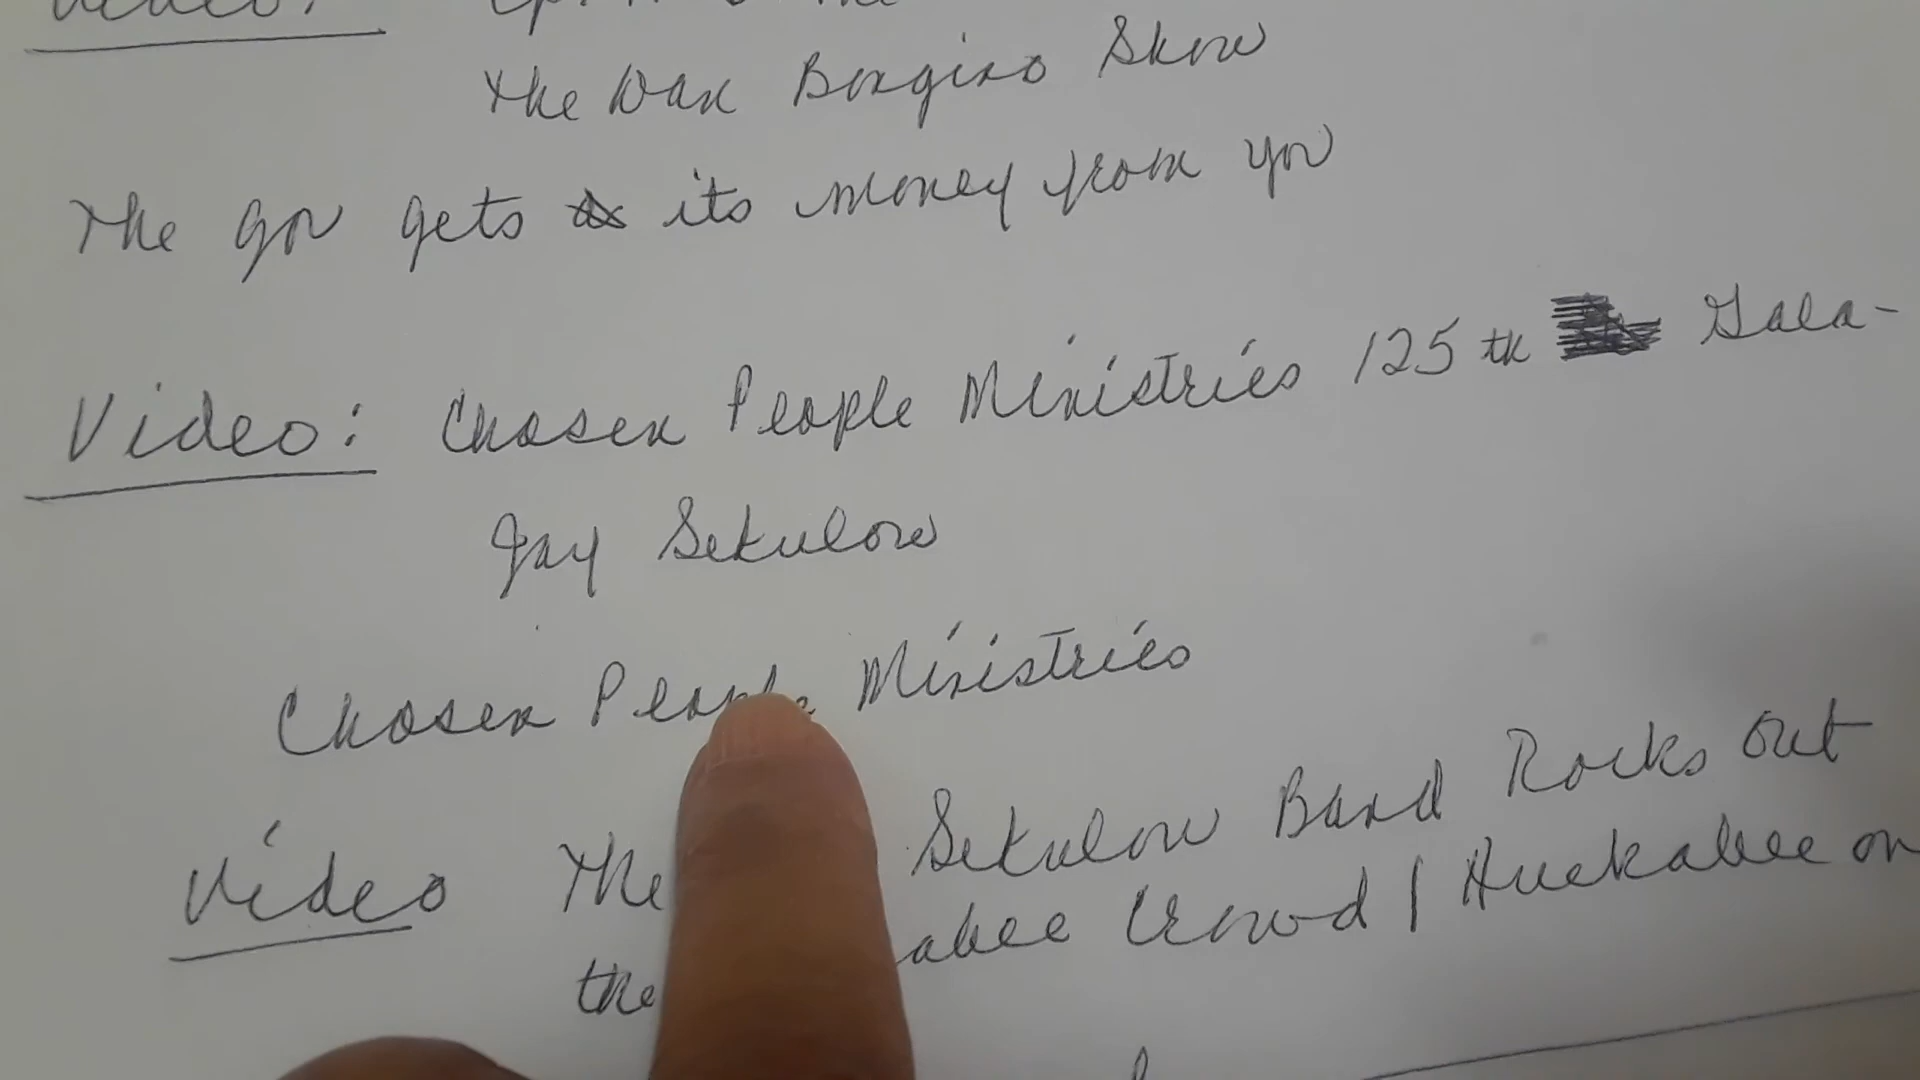 Video:
The Dan Bongino Show
The gov gets its money from you
Video: Chosen People Ministries 125th Gala -
Jay Sekulow
Chosen People Ministries
Video The Sekulow Band Rocks Out
the Crowd | Huckabee on